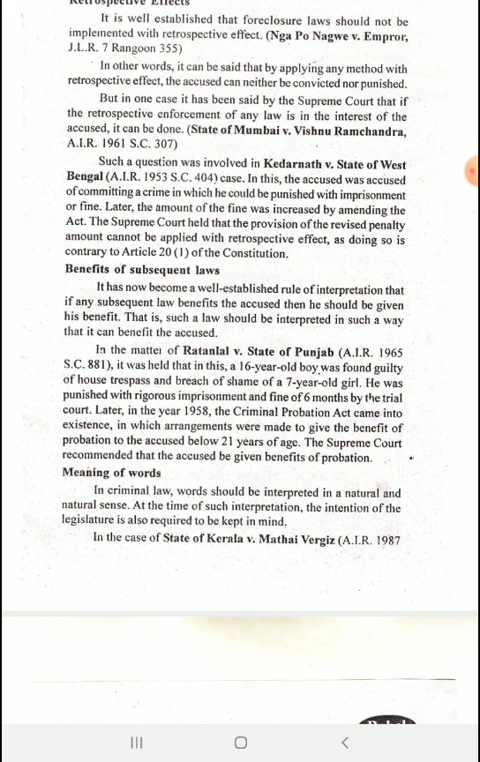 Retrospective Effects
It is well established that foreclosure laws should not be
implemented with retrospective effect. (Nga Po Nagwe v. Empror,
J.L.R. 7 Rangoon 355)
In other words, it can be said that by applying any method with
retrospective effect, the accused can neither be convicted nor punished.
But in one case it has been said by the Supreme Court that if
the retrospective enforcement of any law is in the interest of the
accused, it can be done. (State of Mumbai v. Vishnu Ramchandra,
A.I.R. 1961 S.C. 307)
Such a question was involved in Kedarnath v. State of West
Bengal (A.I.R. 1953 S.C. 404) case. In this, the accused was accused
of committing a crime in which he could be punished with imprisonment
or fine. Later, the amount of the fine was increased by amending the
Act. The Supreme Court held that the provision of the revised penalty
amount cannot be applied with retrospective effect, as doing so is
contrary to Article 20 (1) of the Constitution.
Benefits of subsequent laws
It has now become a well-established rule of interpretation that
if any subsequent law benefits the accused then he should be given
his benefit. That is, such a law should be interpreted in such a way
that it can benefit the accused.
In the matter of Ratanlal v. State of Punjab (A.I.R. 1965
S.C. 881), it was held that in this, a 16-year-old boy was found guilty
of house trespass and breach of shame of a 7-year-old girl. He was
punished with rigorous imprisonment and fine of 6 months by the trial
court. Later, in the year 1958, the Criminal Probation Act came into
existence, in which arrangements were made to give the benefit of
probation to the accused below 21 years of age. The Supreme Court
recommended that the accused be given benefits of probation.
Meaning of words
In criminal law, words should be interpreted in a natural and
natural sense. At the time of such interpretation, the intention of the
legislature is also required to be kept in mind.
In the case of State of Kerala v. Mathai Vergiz (A.I.R. 1987